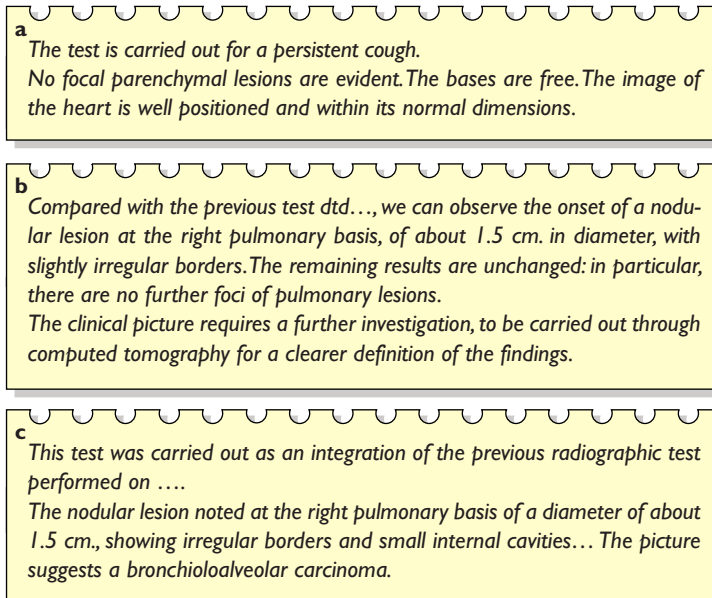 a
The test is carried out for a persistent cough.
No focal parenchymal lesions are evident. The bases are free. The image of
the heart is well positioned and within its normal dimensions.
b
Compared with the previous test dtd…, we can observe the onset of a nodu-
lar lesion at the right pulmonary basis, of about 1.5 cm. in diameter, with
slightly irregular borders. The remaining results are unchanged: in particular,
there are no further foci of pulmonary lesions.
The clinical picture requires a further investigation, to be carried out through
computed tomography for a clearer definition of the findings.
c
This test was carried out as an integration of the previous radiographic test
performed on ….
The nodular lesion noted at the right pulmonary basis of a diameter of about
1.5 cm., showing irregular borders and small internal cavities… The picture
suggests a bronchioloalveolar carcinoma.